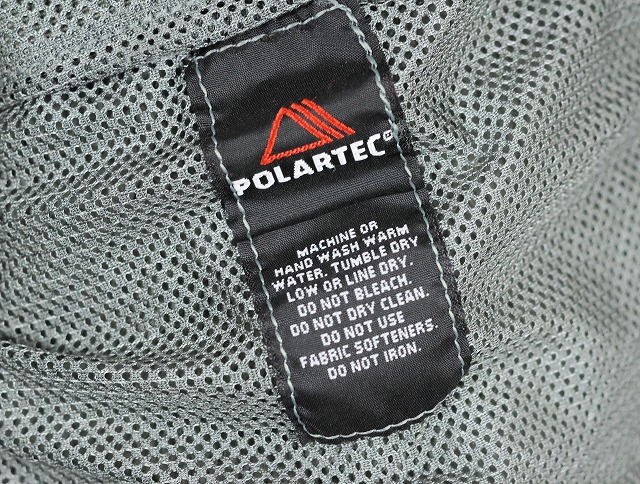 POLARTEC
MACHINE OR
HAND WASH WARM
WATER. TUMBLE DRY
LOW OR LINE DRY.
DO NOT BLEACH.
DO NOT DRY CLEAN.
DO NOT USE
FABRIC SOFTENERS.
DO NOT IRON.